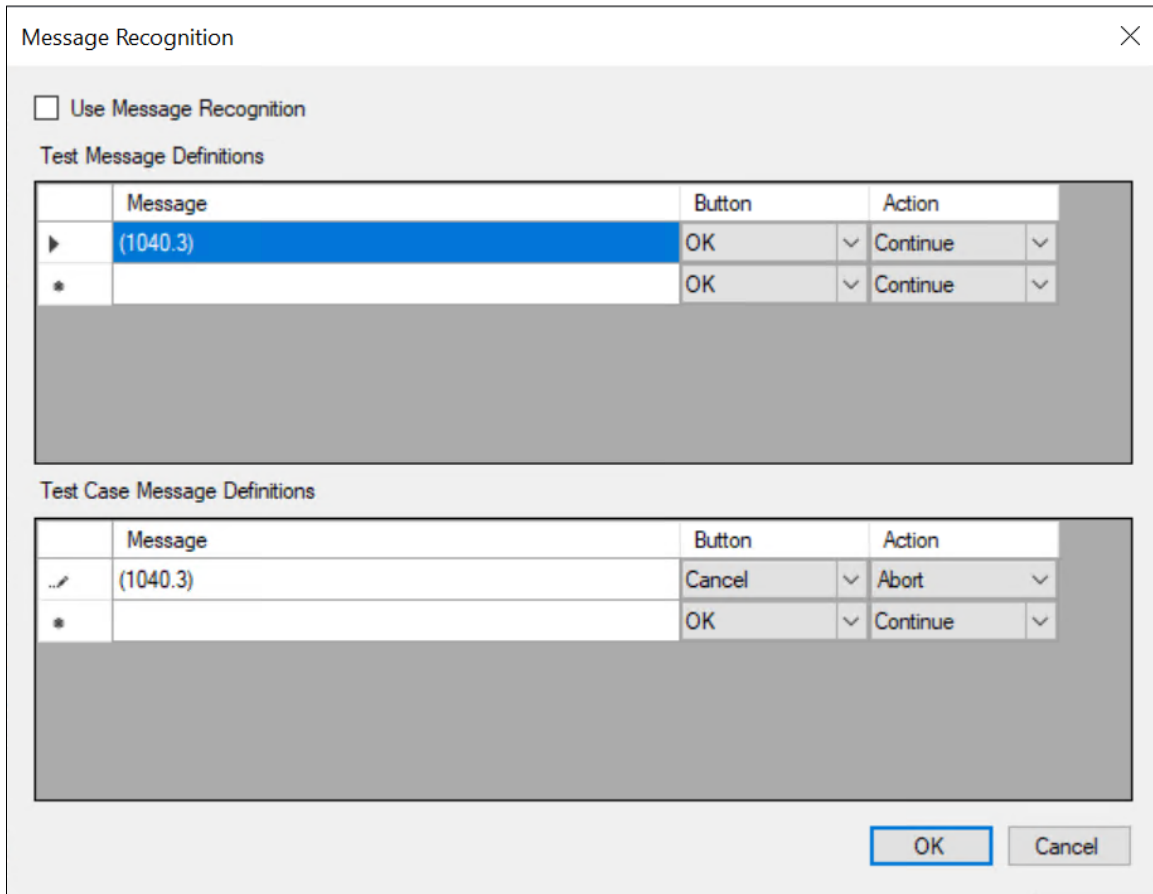 Message Recognition
Use Message Recognition
Test Message Definitions
Message Button Action
(1040.3) OK Continue
OK Continue
Test Case Message Definitions
Message Button Action
(1040.3) Cancel Abort
OK Continue
OK Cancel